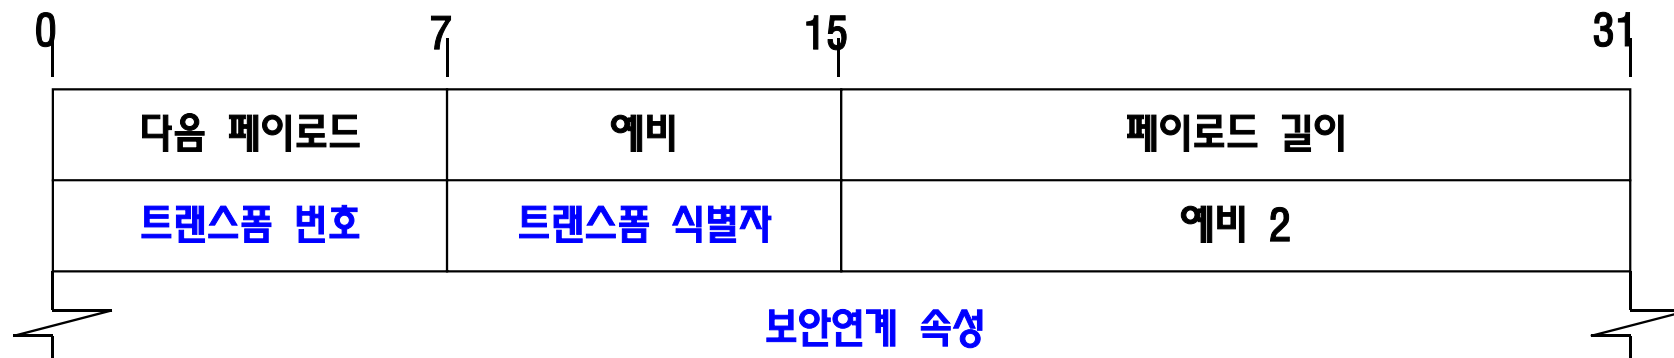 0 7 15 31
다음 페이로드 예비 페이로드 길이
트랜스폼 번호 트랜스폼 식별자 예비 2
보안연계 속성